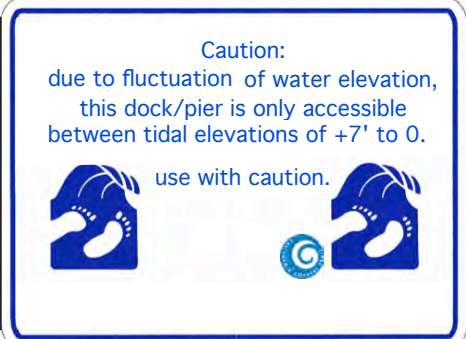 Caution:
due to fluctuation of water elevation,
this dock/pier is only accessible
between tidal elevations of +7' to 0.
use with caution.